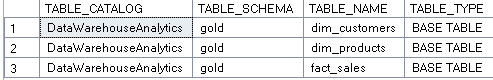 TABLE_CATALOG TABLE_SCHEMA TABLE_NAME TABLE_TYPE
1 DataWarehouseAnalytics gold dim_customers BASE TABLE
2 DataWarehouseAnalytics gold dim_products BASE TABLE
3 DataWarehouseAnalytics gold fact_sales BASE TABLE